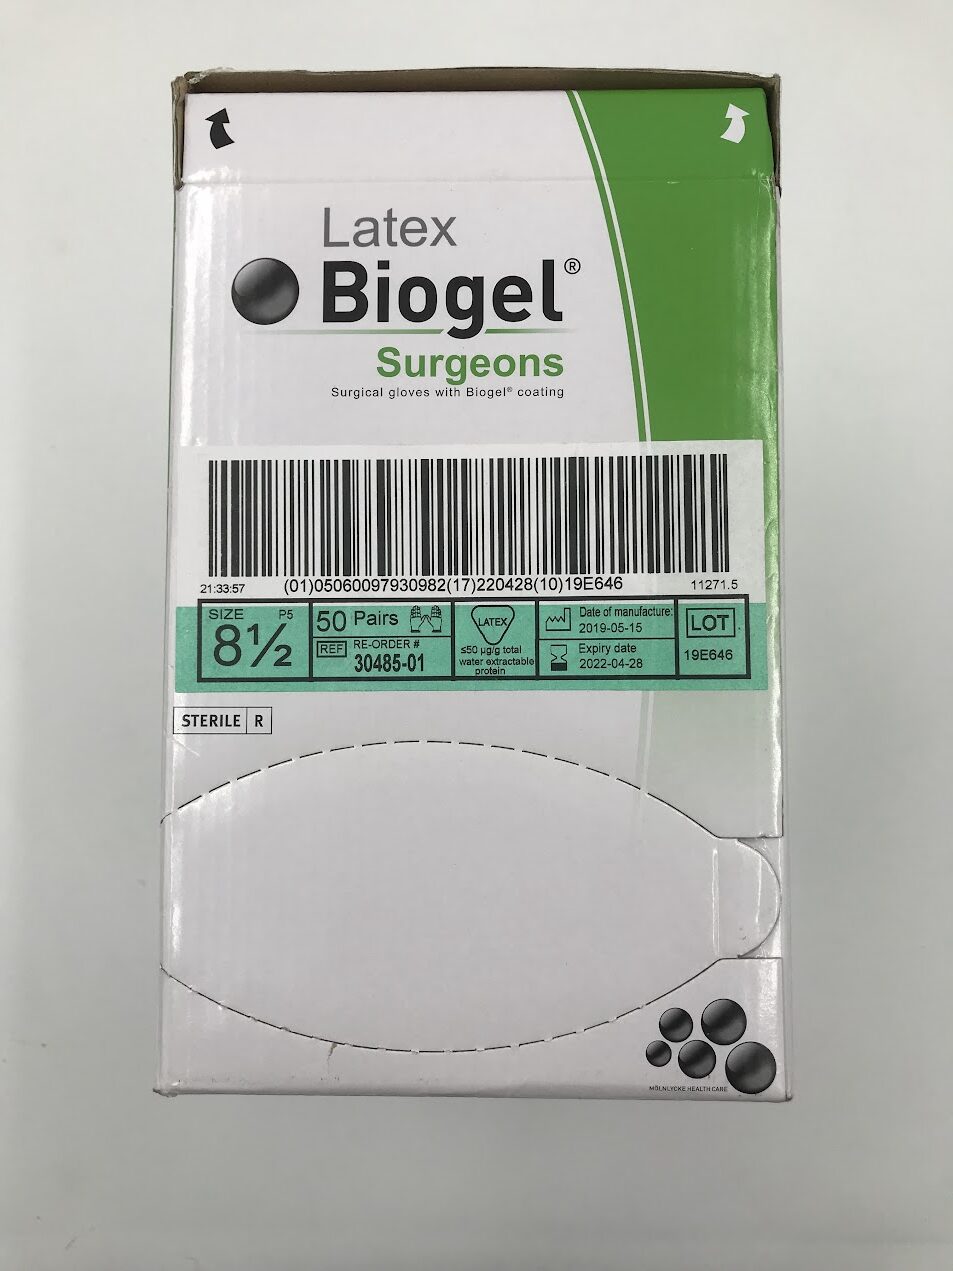 Latex
Biogel®
Surgeons
Surgical gloves with Biogel® coating
21:33:57
(01)05060097930982(17)220428(10)19E646
11271.5
SIZE P5
8½
50 Pairs
REF RE-ORDER #
30485-01
LATEX
≤50 µg/g total
water extractable
protein
Date of manufacture:
2019-05-15
Expiry date
2022-04-28
LOT
19E646
STERILE R
MÖLNLYCKE HEALTH CARE